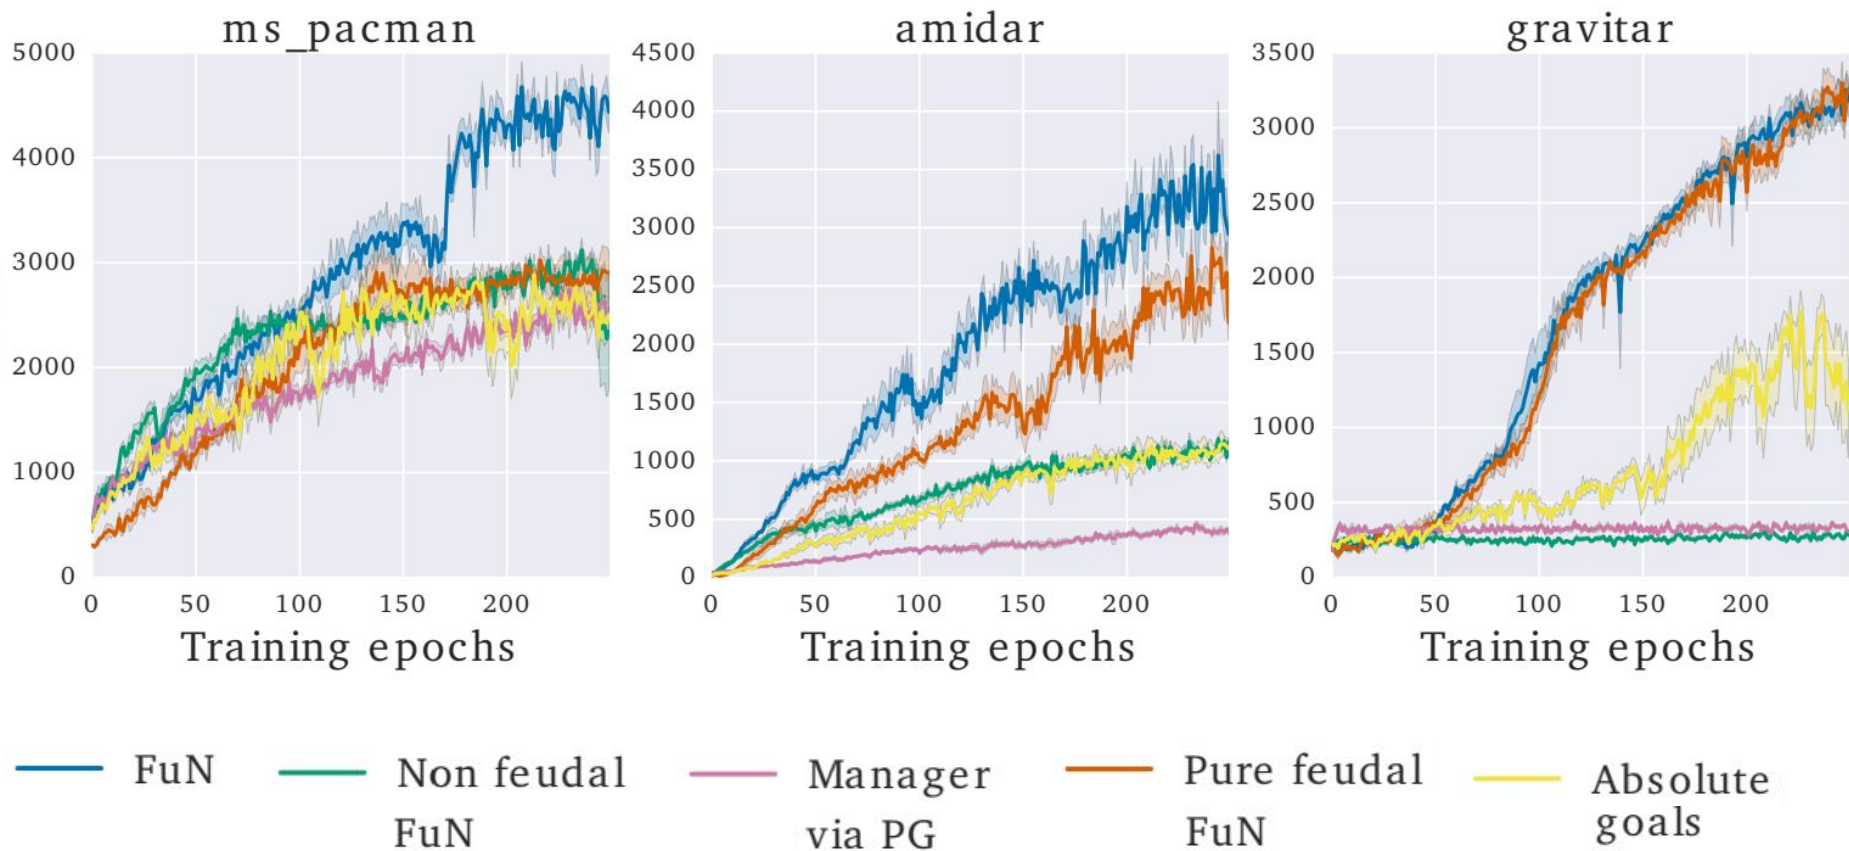 ms_pacman
5000
4000
3000
2000
1000
0
0 50 100 150 200
Training epochs
amidar
4500
4000
3500
3000
2500
2000
1500
1000
500
0
0 50 100 150 200
Training epochs
gravitar
3500
3000
2500
2000
1500
1000
500
0
0 50 100 150 200
Training epochs
FuN
Non feudal
FuN
Manager
via PG
Pure feudal
FuN
Absolute
goals